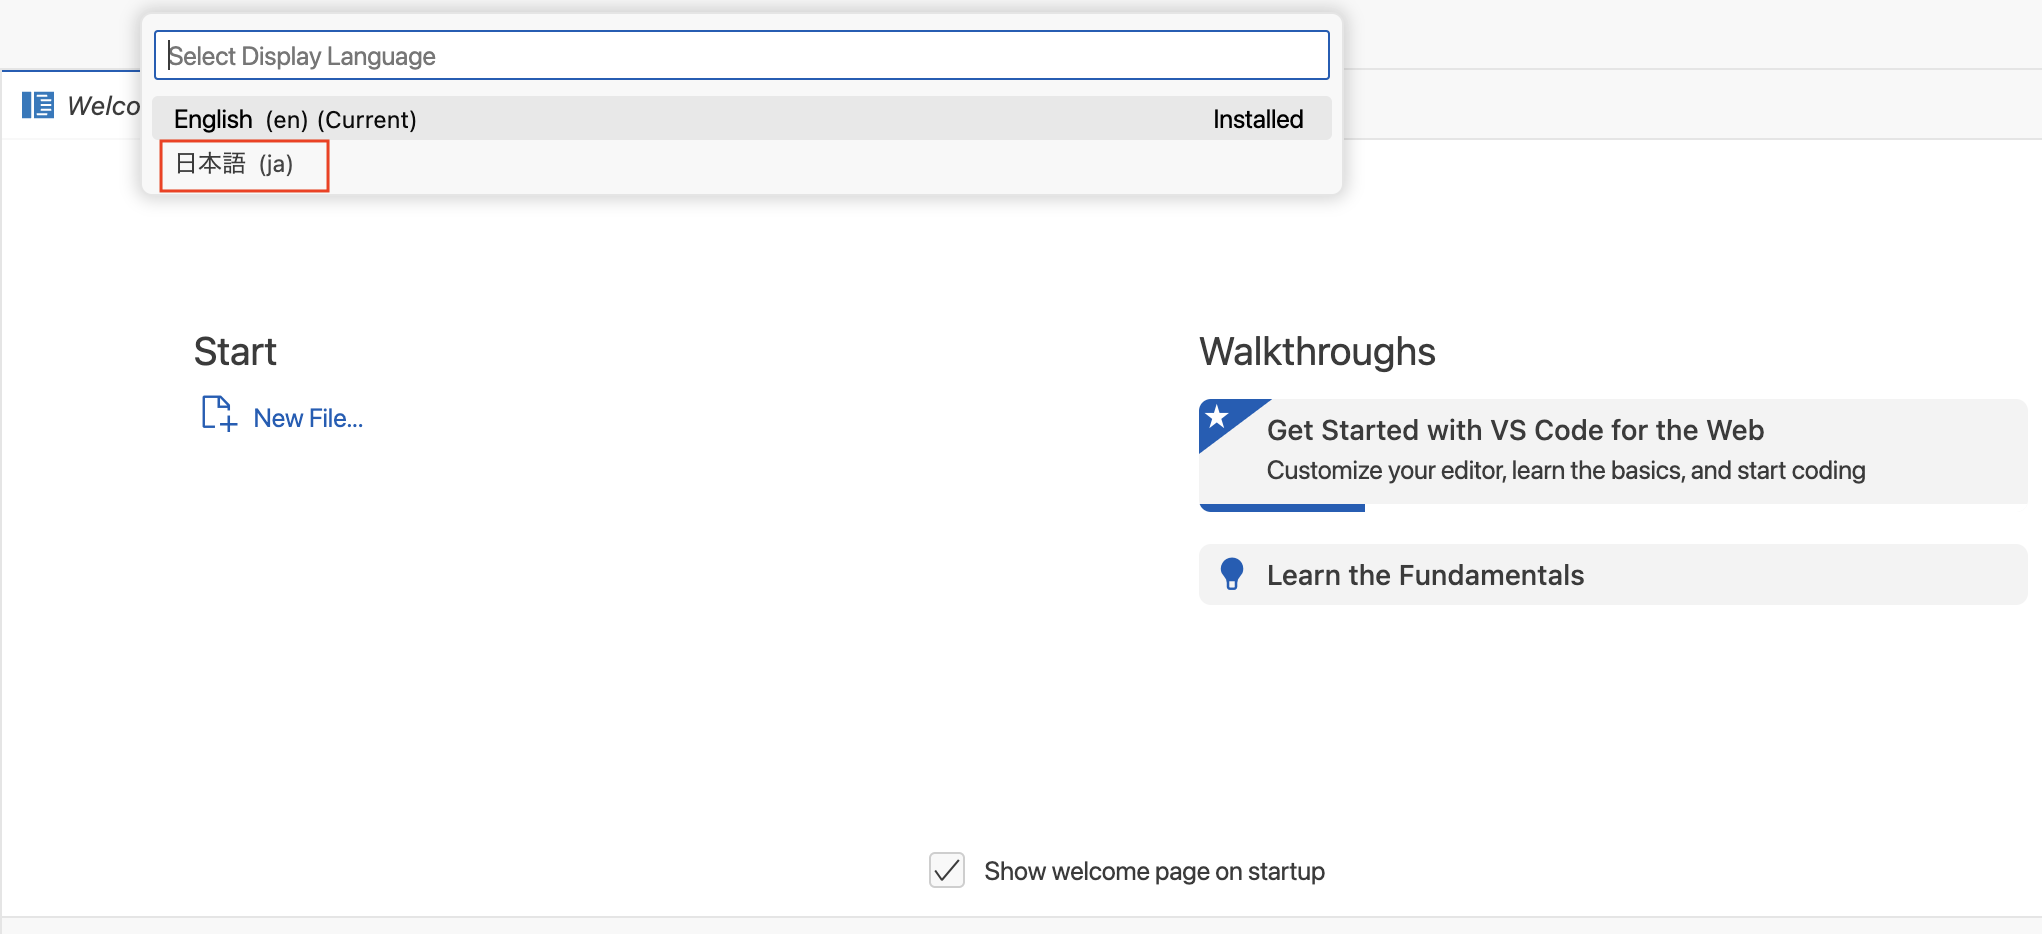 Select Display Language
English (en) (Current) Installed
日本語 (ja)
Welco
Start
New File...
Walkthroughs
Get Started with VS Code for the Web
Customize your editor, learn the basics, and start coding
Learn the Fundamentals
Show welcome page on startup